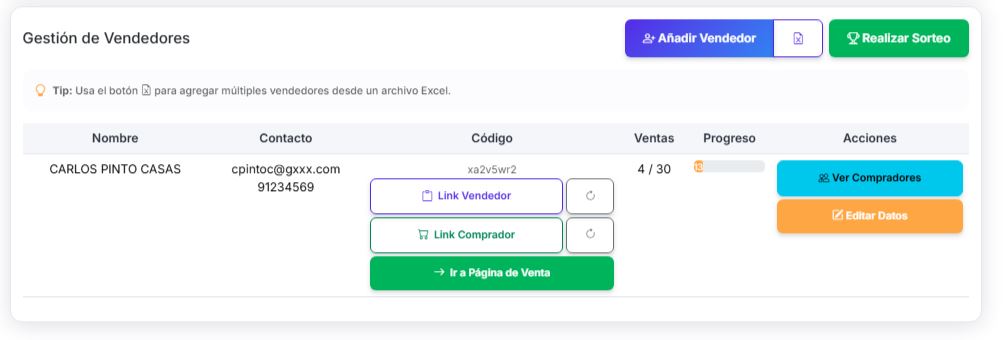 Gestión de Vendedores
Añadir Vendedor
Realizar Sorteo
Tip: Usa el botón para agregar múltiples vendedores desde un archivo Excel.
Nombre Contacto Código Ventas Progreso Acciones
CARLOS PINTO CASAS cpintoc@gxxx.com xa2v5wr2 4 / 30 13 Ver Compradores
91234569
Link Vendedor
Editar Datos
Link Comprador
Ir a Página de Venta